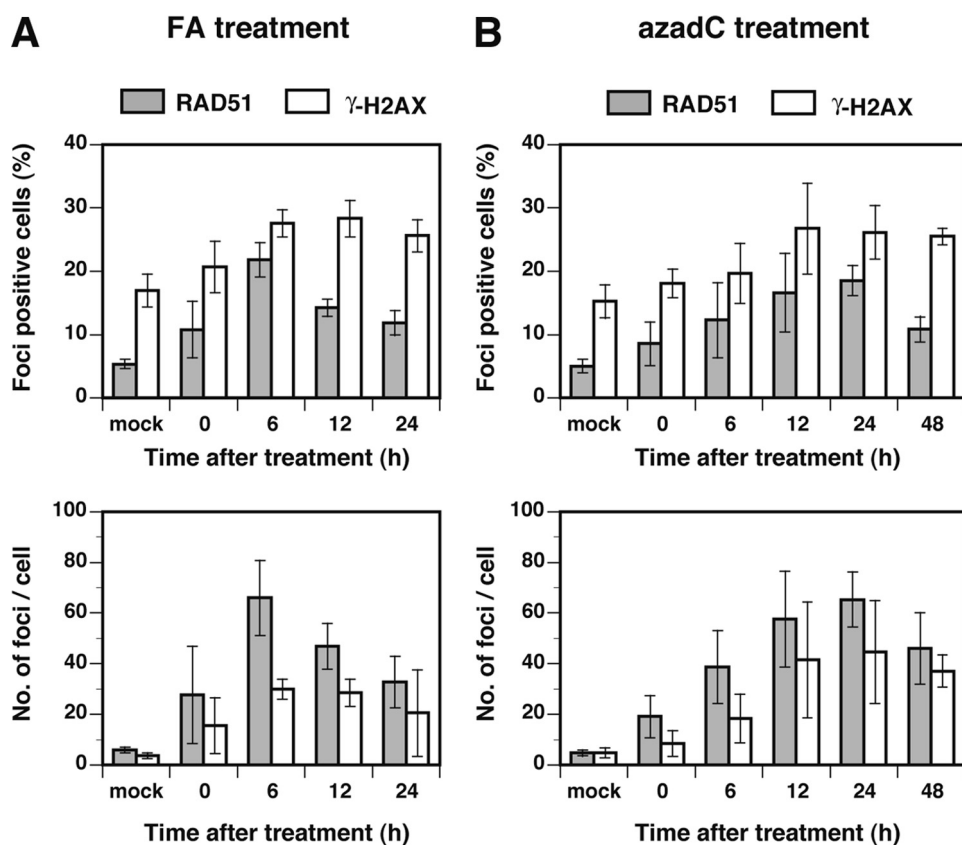 A FA treatment
RAD51 γ-H2AX
Foci positive cells (%)
40
30
20
10
0
mock 0 6 12 24
Time after treatment (h)
No. of foci / cell
100
80
60
40
20
0
mock 0 6 12 24
Time after treatment (h)
B azadC treatment
RAD51 γ-H2AX
Foci positive cells (%)
40
30
20
10
0
mock 0 6 12 24 48
Time after treatment (h)
No. of foci / cell
100
80
60
40
20
0
mock 0 6 12 24 48
Time after treatment (h)